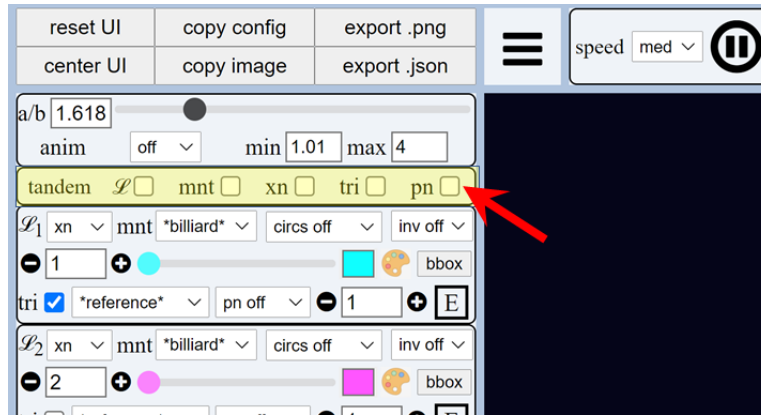 reset UI copy config export .png
center UI copy image export .json
speed med
a/b 1.618
anim off min 1.01 max 4
tandem ℒ mnt xn tri pn
ℒ1 xn mnt *billiard* circs off inv off
1 bbox
tri *reference* pn off 1 E
ℒ2 xn mnt *billiard* circs off inv off
2 bbox